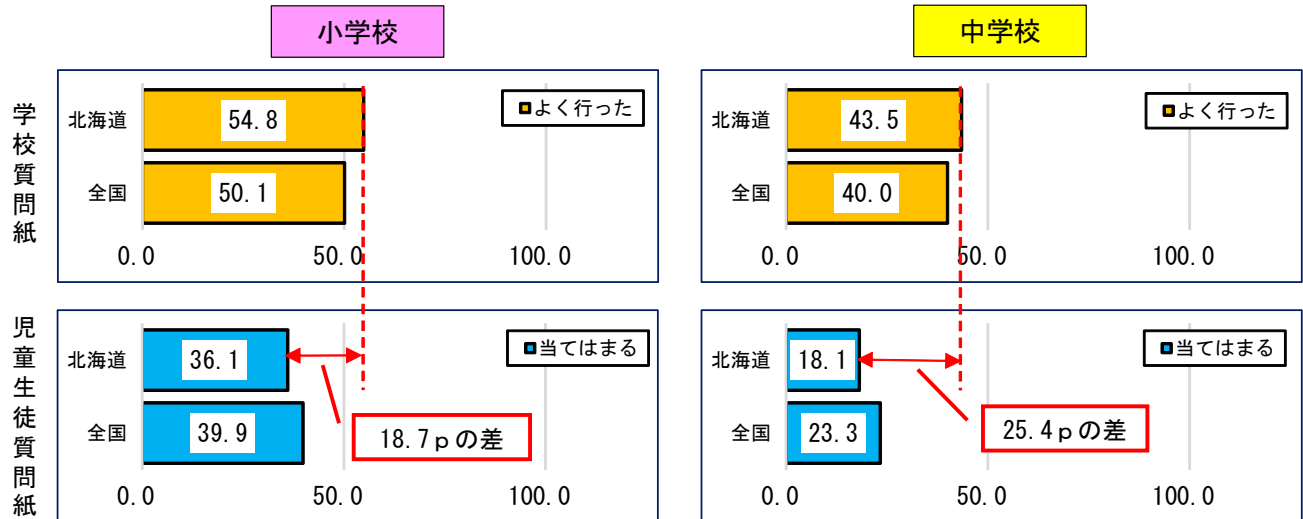 小学校
中学校
学校質問紙
北海道
54.8
よく行った
全国
50.1
0.0
50.0
100.0
北海道
43.5
よく行った
全国
40.0
0.0
50.0
100.0
児童生徒質問紙
北海道
36.1
当てはまる
全国
39.9
18.7ｐの差
0.0
50.0
100.0
北海道
18.1
当てはまる
全国
23.3
25.4ｐの差
0.0
50.0
100.0